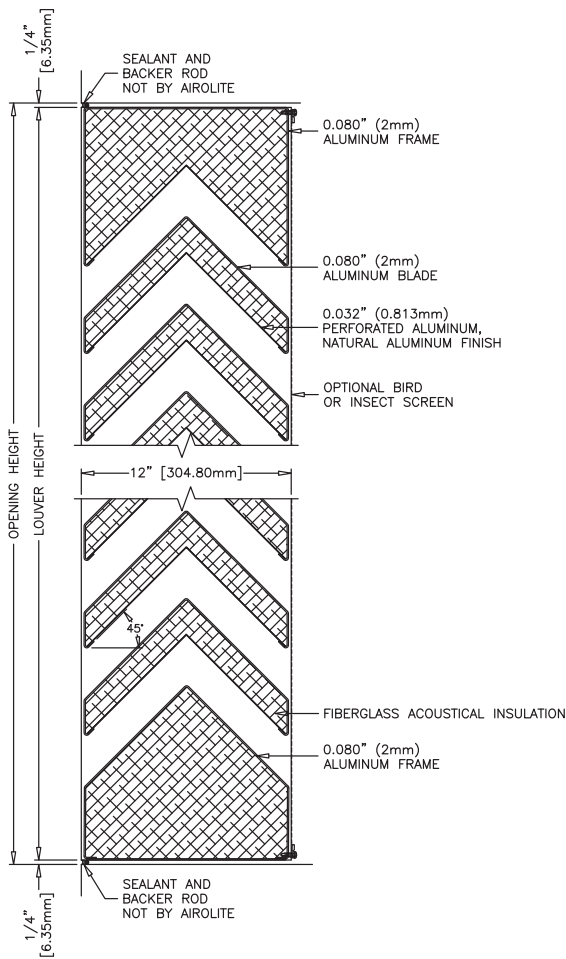 1/4”
[6.35mm]
SEALANT AND
BACKER ROD
NOT BY AIROLITE
0.080” (2mm)
ALUMINUM FRAME
0.080” (2mm)
ALUMINUM BLADE
0.032” (0.813mm)
PERFORATED ALUMINUM,
NATURAL ALUMINUM FINISH
OPTIONAL BIRD
OR INSECT SCREEN
OPENING HEIGHT
LOUVER HEIGHT
12” [304.80mm]
45°
FIBERGLASS ACOUSTICAL INSULATION
0.080” (2mm)
ALUMINUM FRAME
SEALANT AND
BACKER ROD
NOT BY AIROLITE
1/4”
[6.35mm]